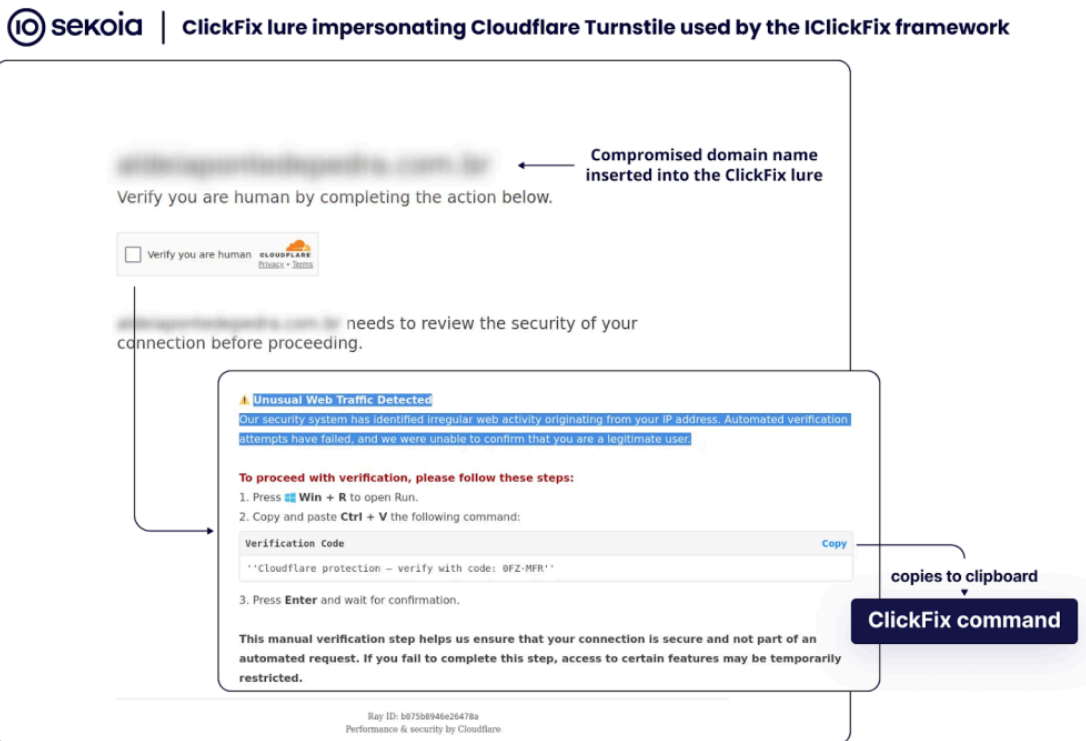 sekoia | ClickFix lure impersonating Cloudflare Turnstile used by the IClickFix framework
Compromised domain name
inserted into the ClickFix lure
Verify you are human by completing the action below.
Verify you are human
CLOUDFLARE
Privacy • Terms
needs to review the security of your
connection before proceeding.
⚠ Unusual Web Traffic Detected
Our security system has identified irregular web activity originating from your IP address. Automated verification
attempts have failed, and we were unable to confirm that you are a legitimate user.
To proceed with verification, please follow these steps:
1. Press Win + R to open Run.
2. Copy and paste Ctrl + V the following command:
Verification Code Copy
''Cloudflare protection – verify with code: 0FZ-MFR''
3. Press Enter and wait for confirmation.
copies to clipboard
ClickFix command
This manual verification step helps us ensure that your connection is secure and not part of an
automated request. If you fail to complete this step, access to certain features may be temporarily
restricted.
Ray ID: b075b8946e26478a
Performance & security by Cloudflare